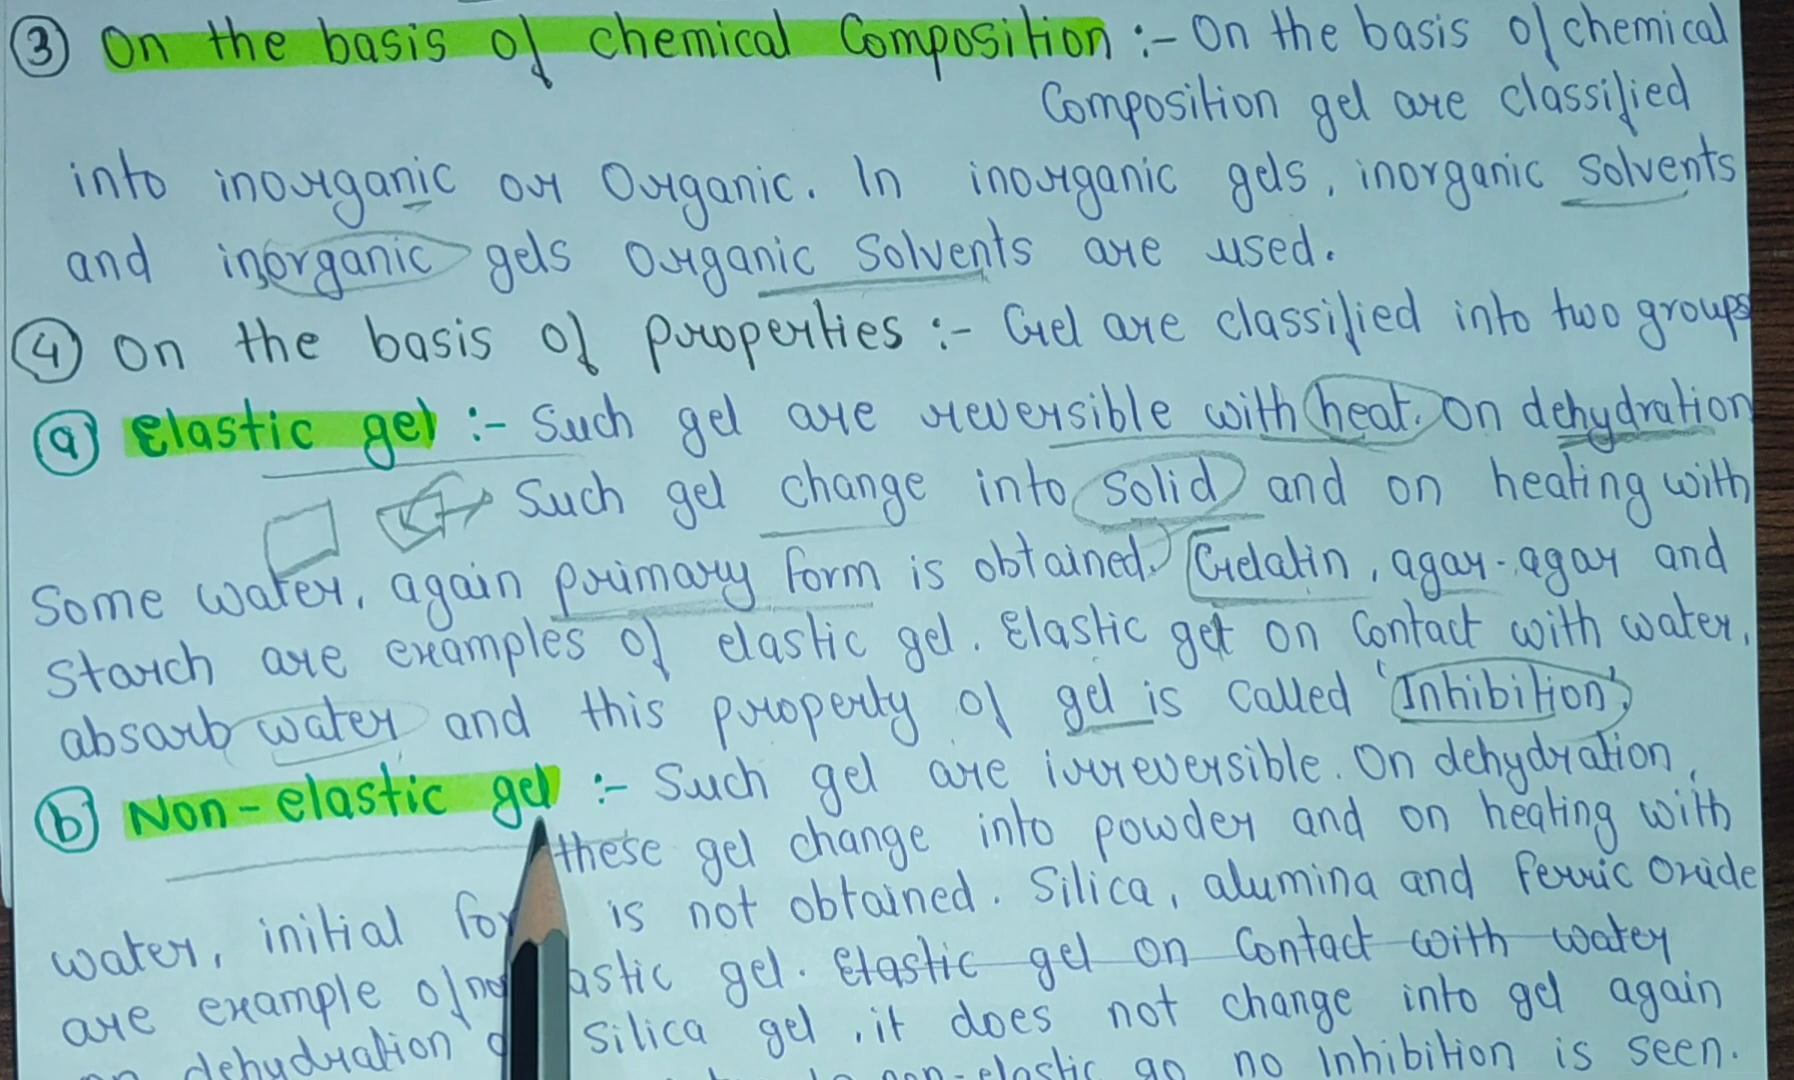 ③ On the basis of chemical Composition :- On the basis of chemical
Composition gel are classified
into inorganic or Organic. In inorganic gels, inorganic Solvents
and inorganic gels Organic Solvents are used.
④ On the basis of properties :- Gel are classified into two groups
ⓐ Elastic gel :- Such gel are reversible with heat. On dehydration
Such gel change into Solid and on heating with
Some water, again primary form is obtained. Gelatin, agar-agar and
Starch are examples of elastic gel. Elastic get on Contact with water,
absorb water and this property of gel is called 'Inhibition'.
ⓑ Non-elastic gel :- Such gel are irreversible. On dehydration,
these gel change into powder and on heating with
water, initial is not obtained. Silica, alumina and Ferric Oxide
are example of gel. Elastic gel on Contact with water
dehydration silica gel, it does not change into gel again
non-elastic no Inhibition is seen.